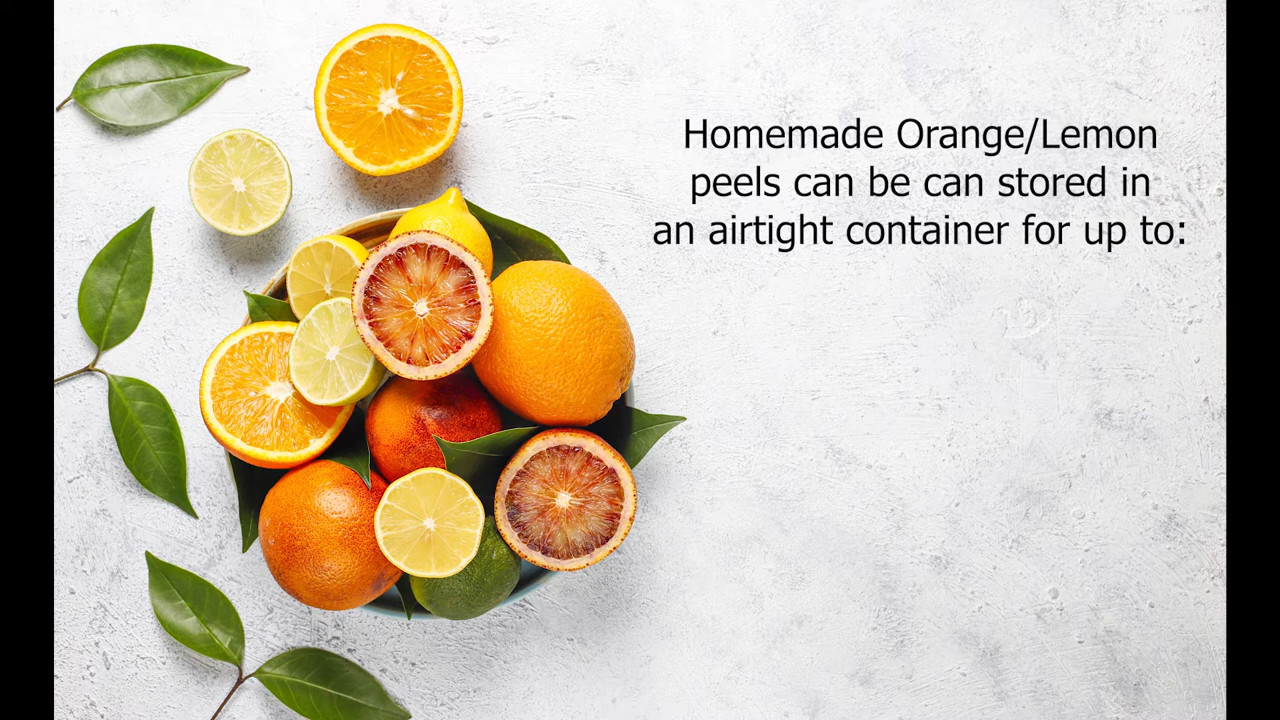 Homemade Orange/Lemon
peels can be can stored in
an airtight container for up to: